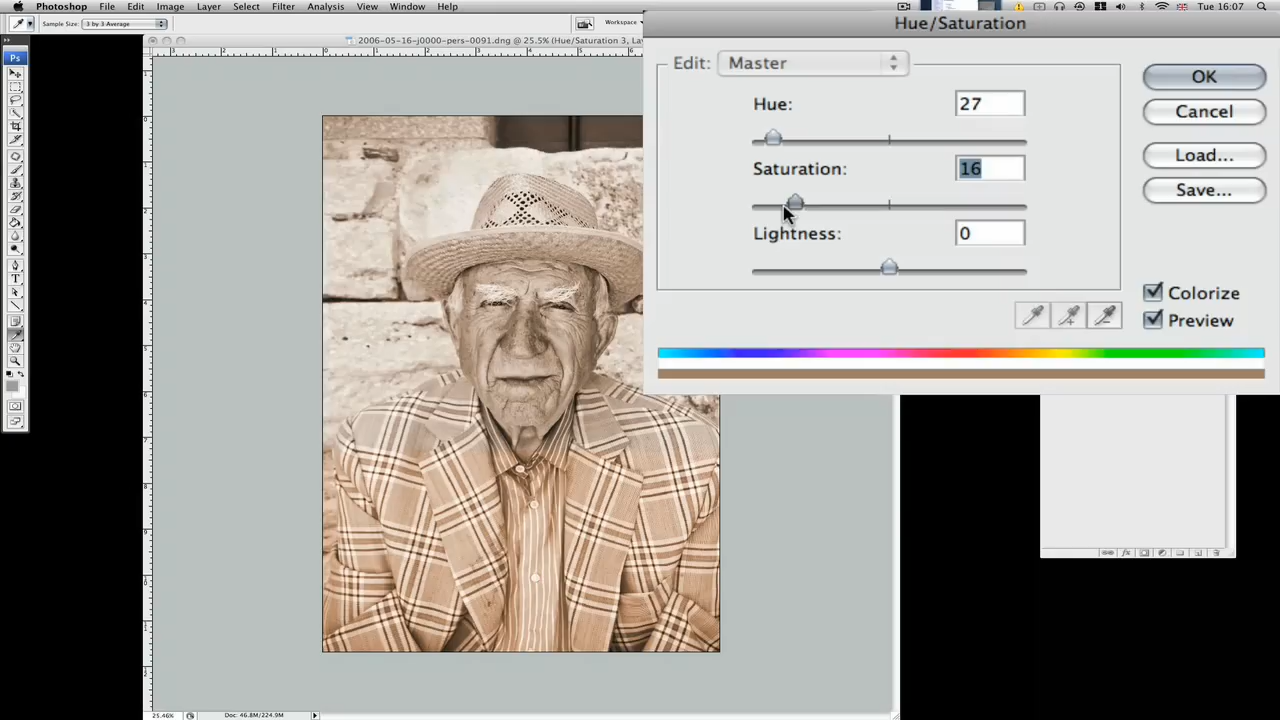 Photoshop File Edit Image Layer Select Filter Analysis View Window Help
Tue 16:07
Sample Size: 3 by 3 Average
Workspace
2006-05-16-j0000-pers-0091.dng @ 25.5% (Hue/Saturation 3, La
Ps
Hue/Saturation
Edit: Master
OK
Hue: 27
Cancel
Load...
Saturation: 16
Save...
Lightness: 0
Colorize
Preview
25.46%
Doc: 46.8M/224.9M